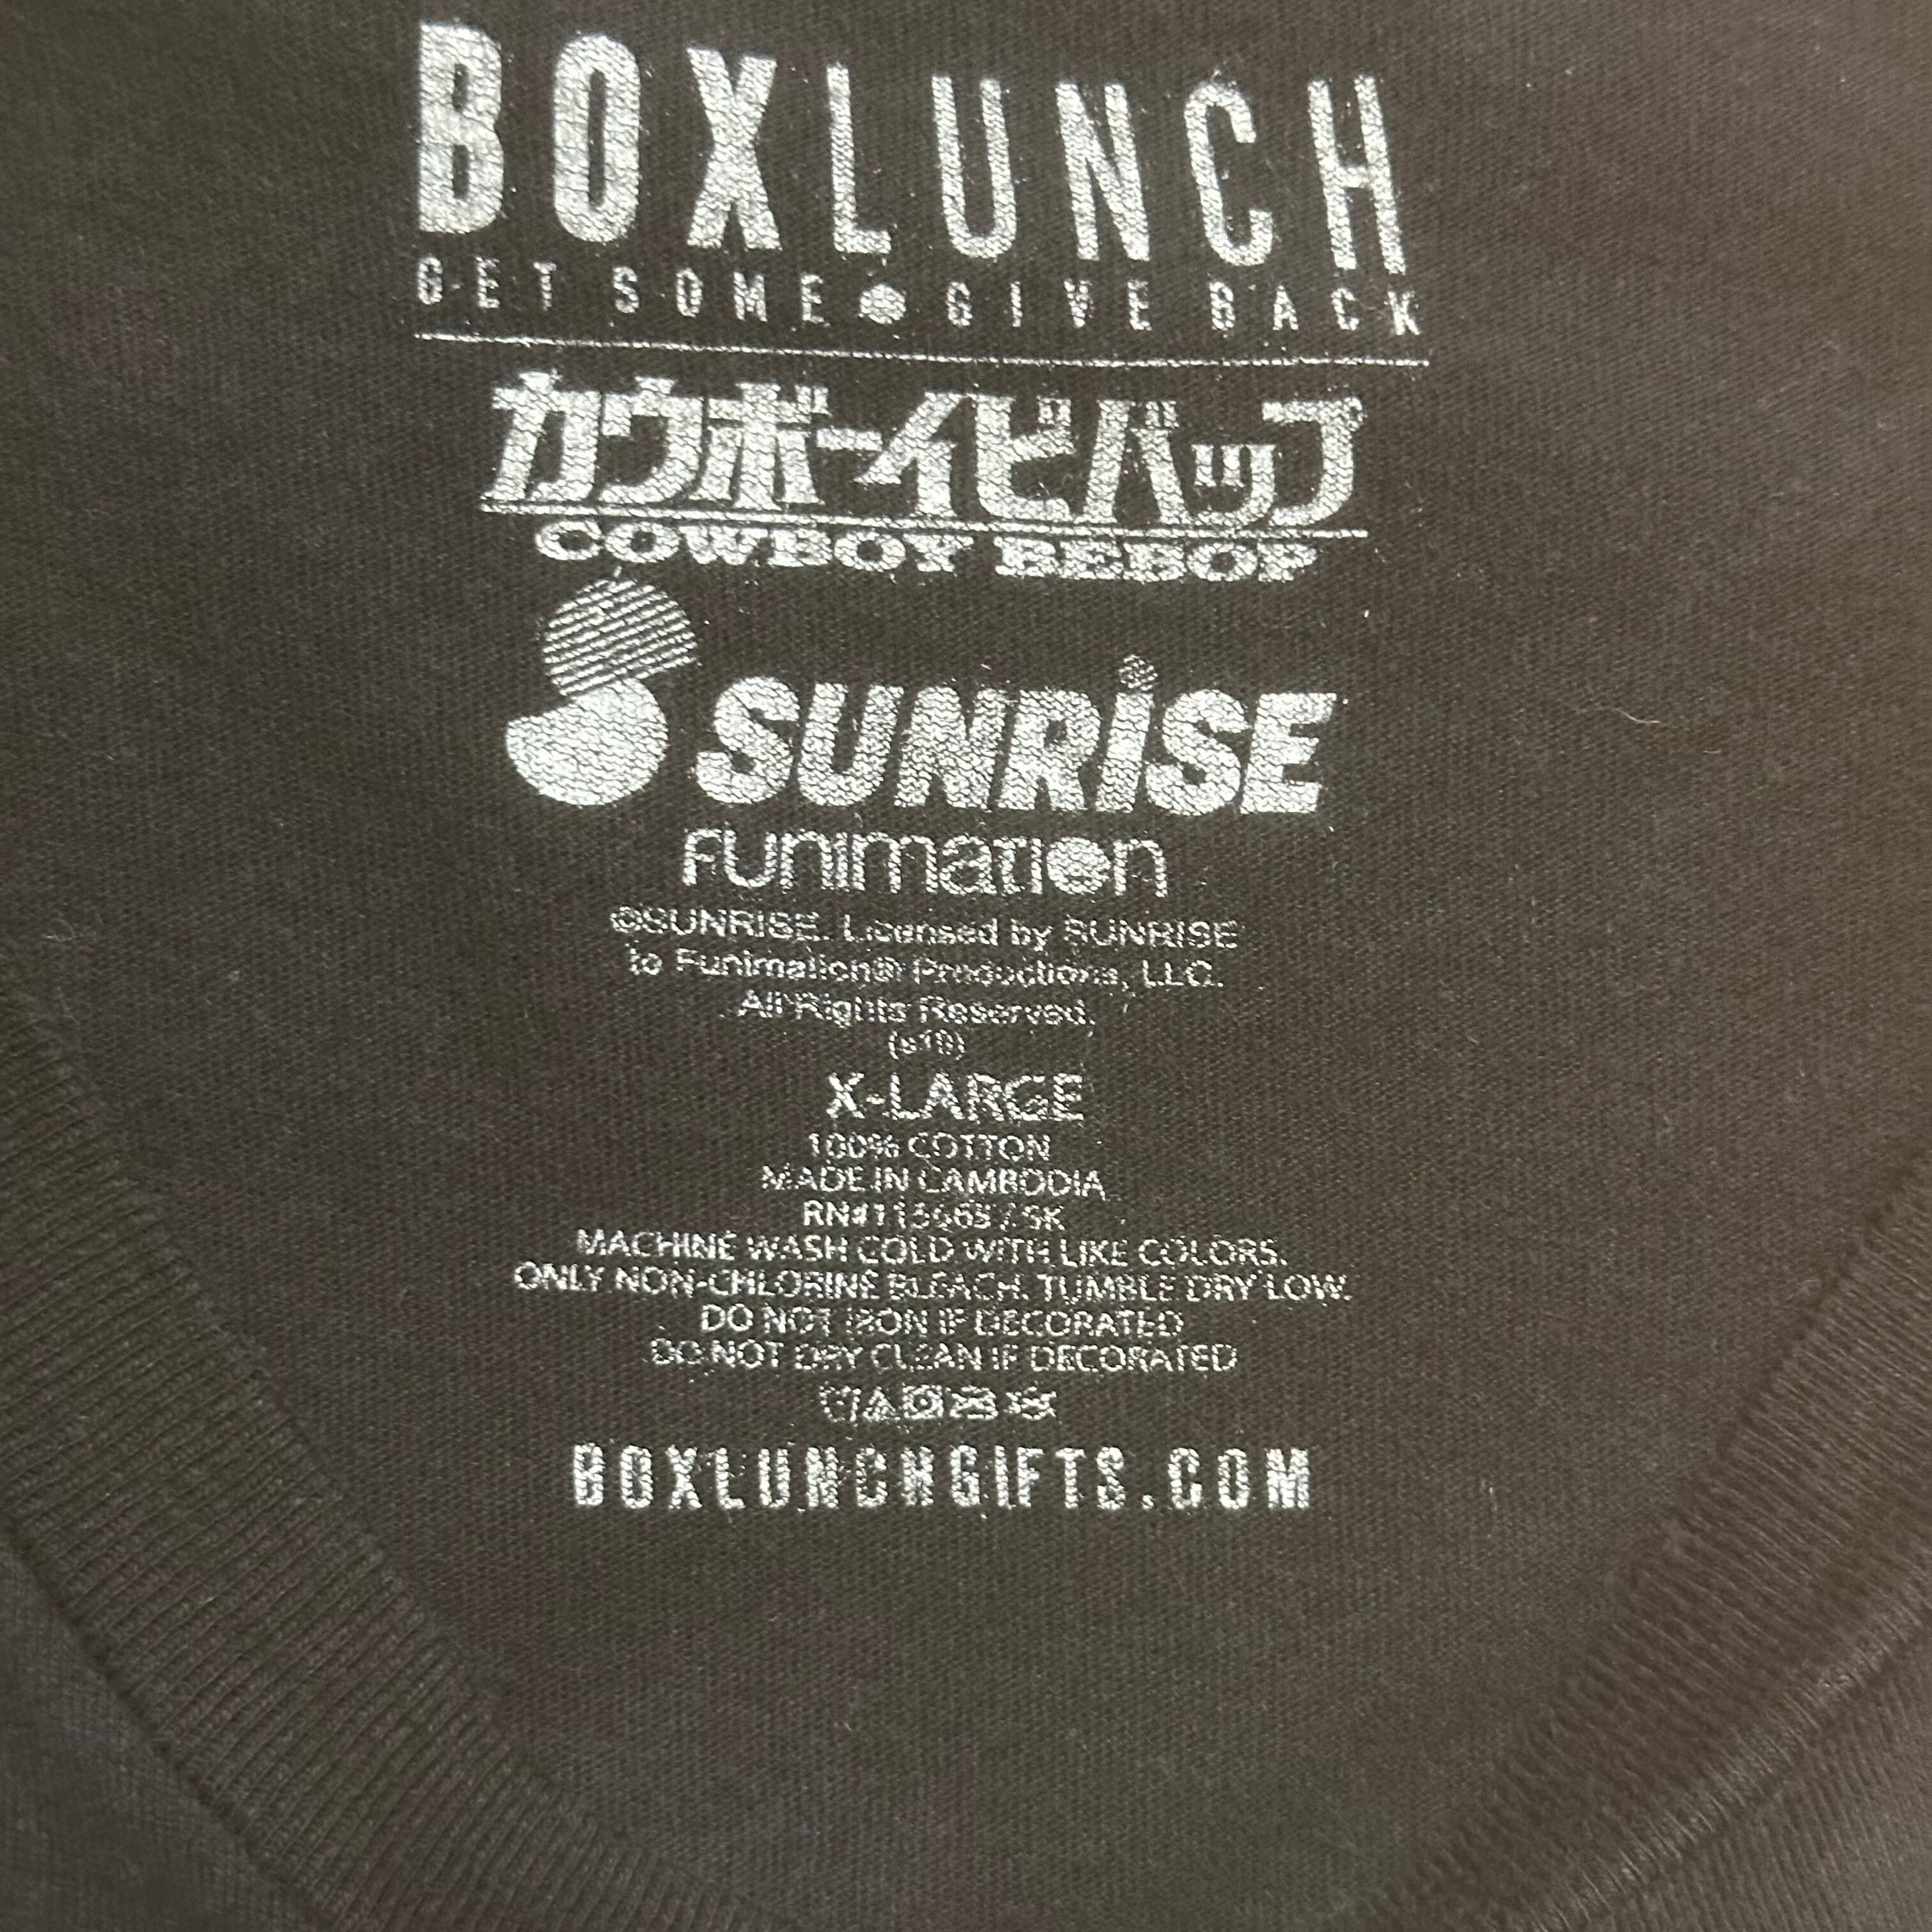 BOXLUNCH
GET SOME GIVE BACK
カウボーイビバップ
COWBOY BEBOP
SUNRISE
FUnimation
©SUNRISE. Licensed by SUNRISE
to Funimation® Productions, LLC.
All Rights Reserved.
(s19)
X-LARGE
100% COTTON
MADE IN CAMBODIA
/ SK
MACHINE WASH COLD WITH LIKE COLORS.
ONLY NON-CHLORINE BLEACH. TUMBLE DRY LOW.
DO NOT IRON IF DECORATED
DO NOT DRY CLEAN IF DECORATED
BOXLUNCHGIFTS.COM